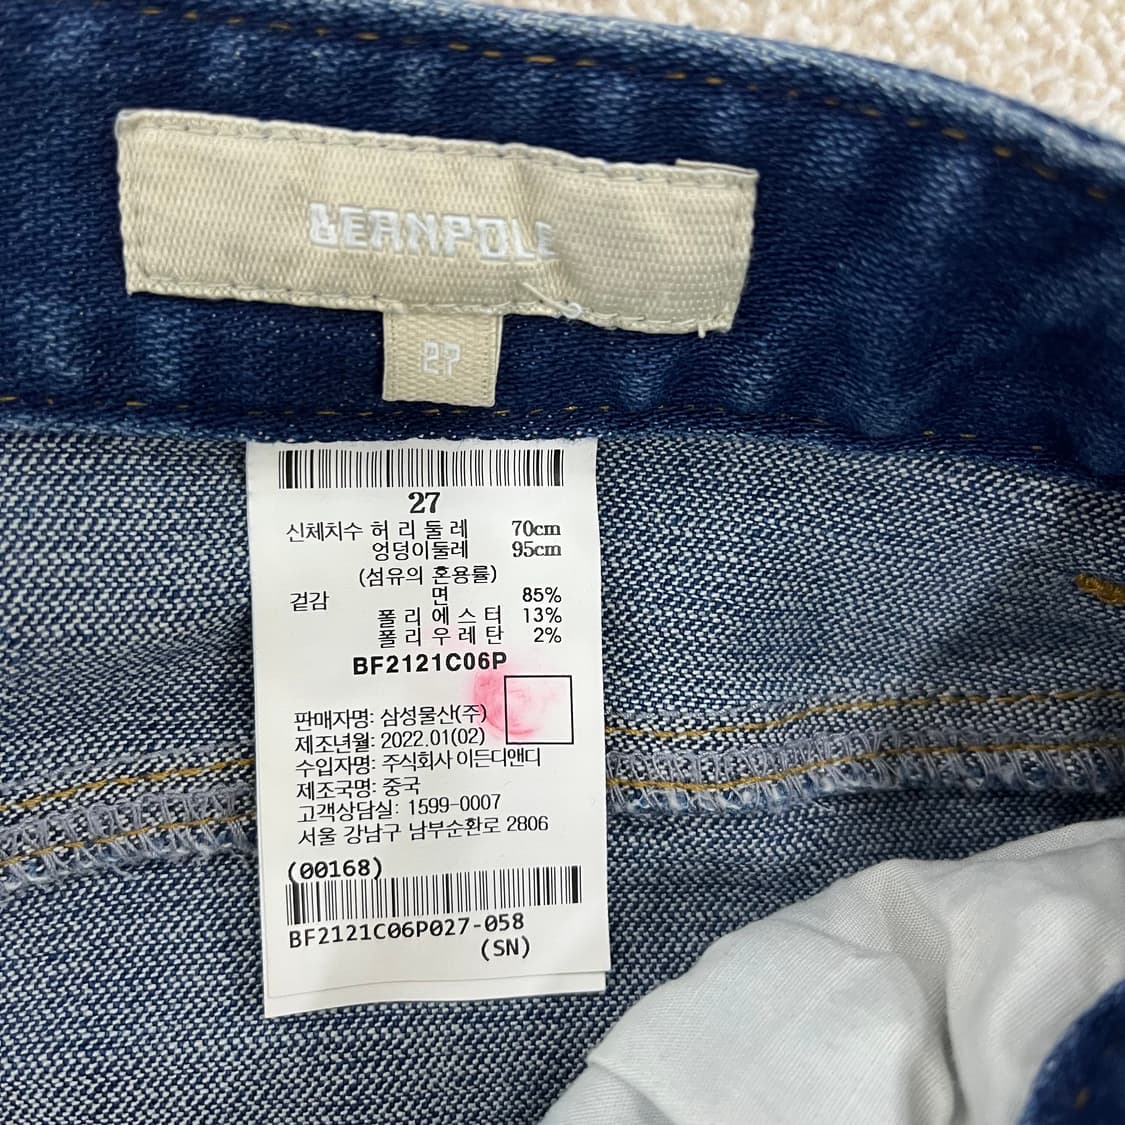 BEANPOLE
27
27
신체치수 허 리 둘 레 70cm
엉덩이둘레 95cm
(섬유의 혼용률)
겉감 면 85%
폴 리 에 스 터 13%
폴 리 우 레 탄 2%
BF2121C06P
판매자명: 삼성물산(주)
제조년월: 2022.01(02)
수입자명: 주식회사 이든디앤디
제조국명: 중국
고객상담실: 1599-0007
서울 강남구 남부순환로 2806
(00168)
BF2121C06P027-058
(SN)